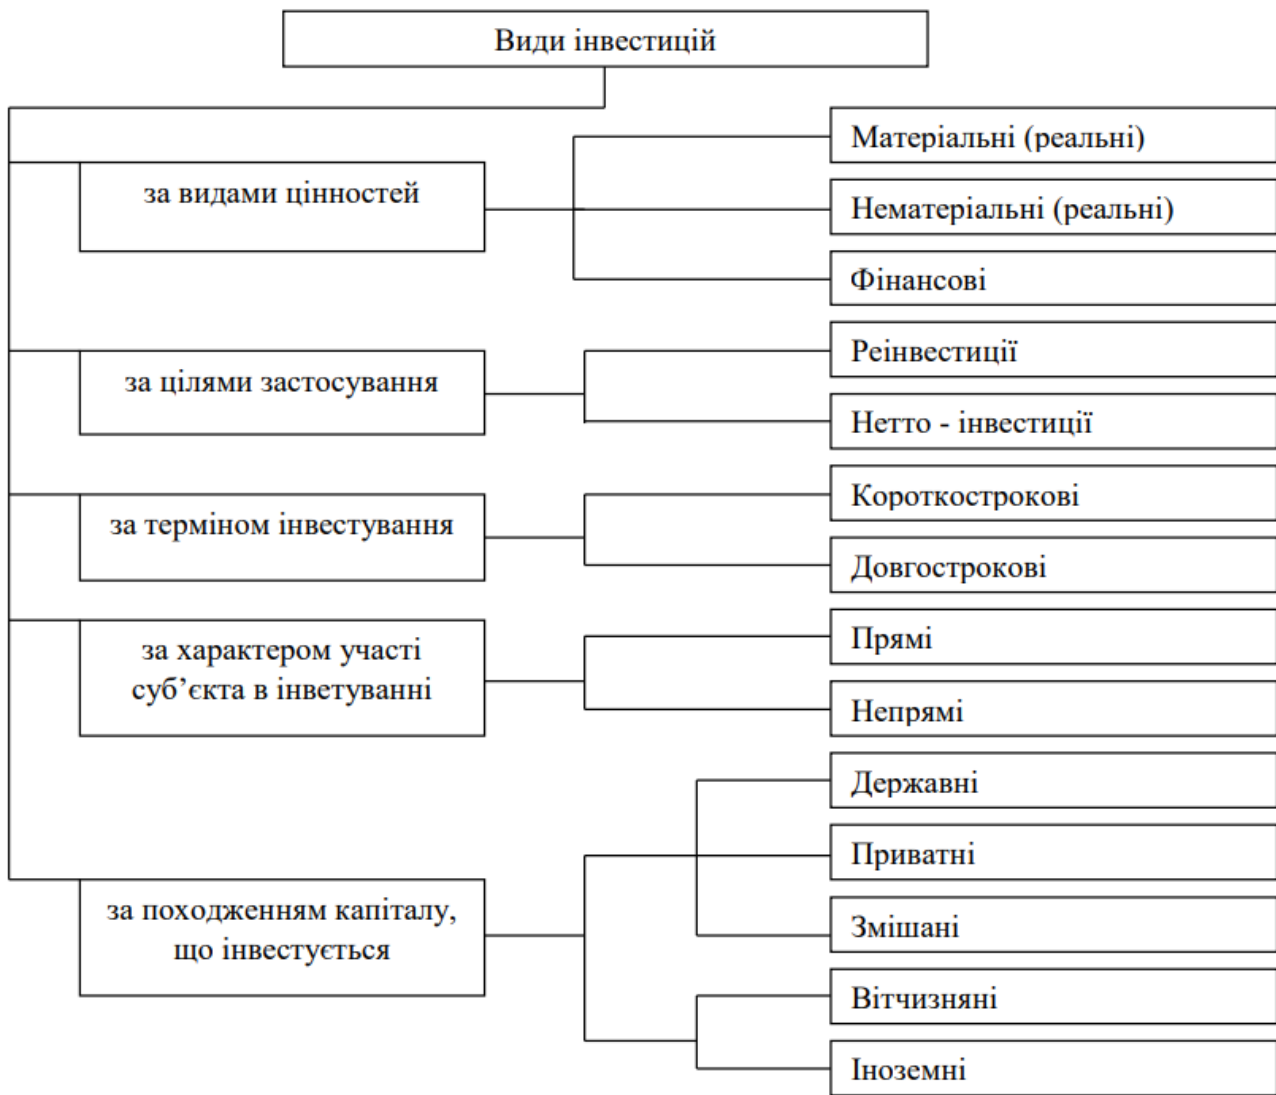 Види інвестицій
за видами цінностей
Матеріальні (реальні)
Нематеріальні (реальні)
Фінансові
за цілями застосування
Реінвестиції
Нетто - інвестиції
за терміном інвестування
Короткострокові
Довгострокові
за характером участі
суб’єкта в інветуванні
Прямі
Непрямі
за походженням капіталу,
що інвестується
Державні
Приватні
Змішані
Вітчизняні
Іноземні